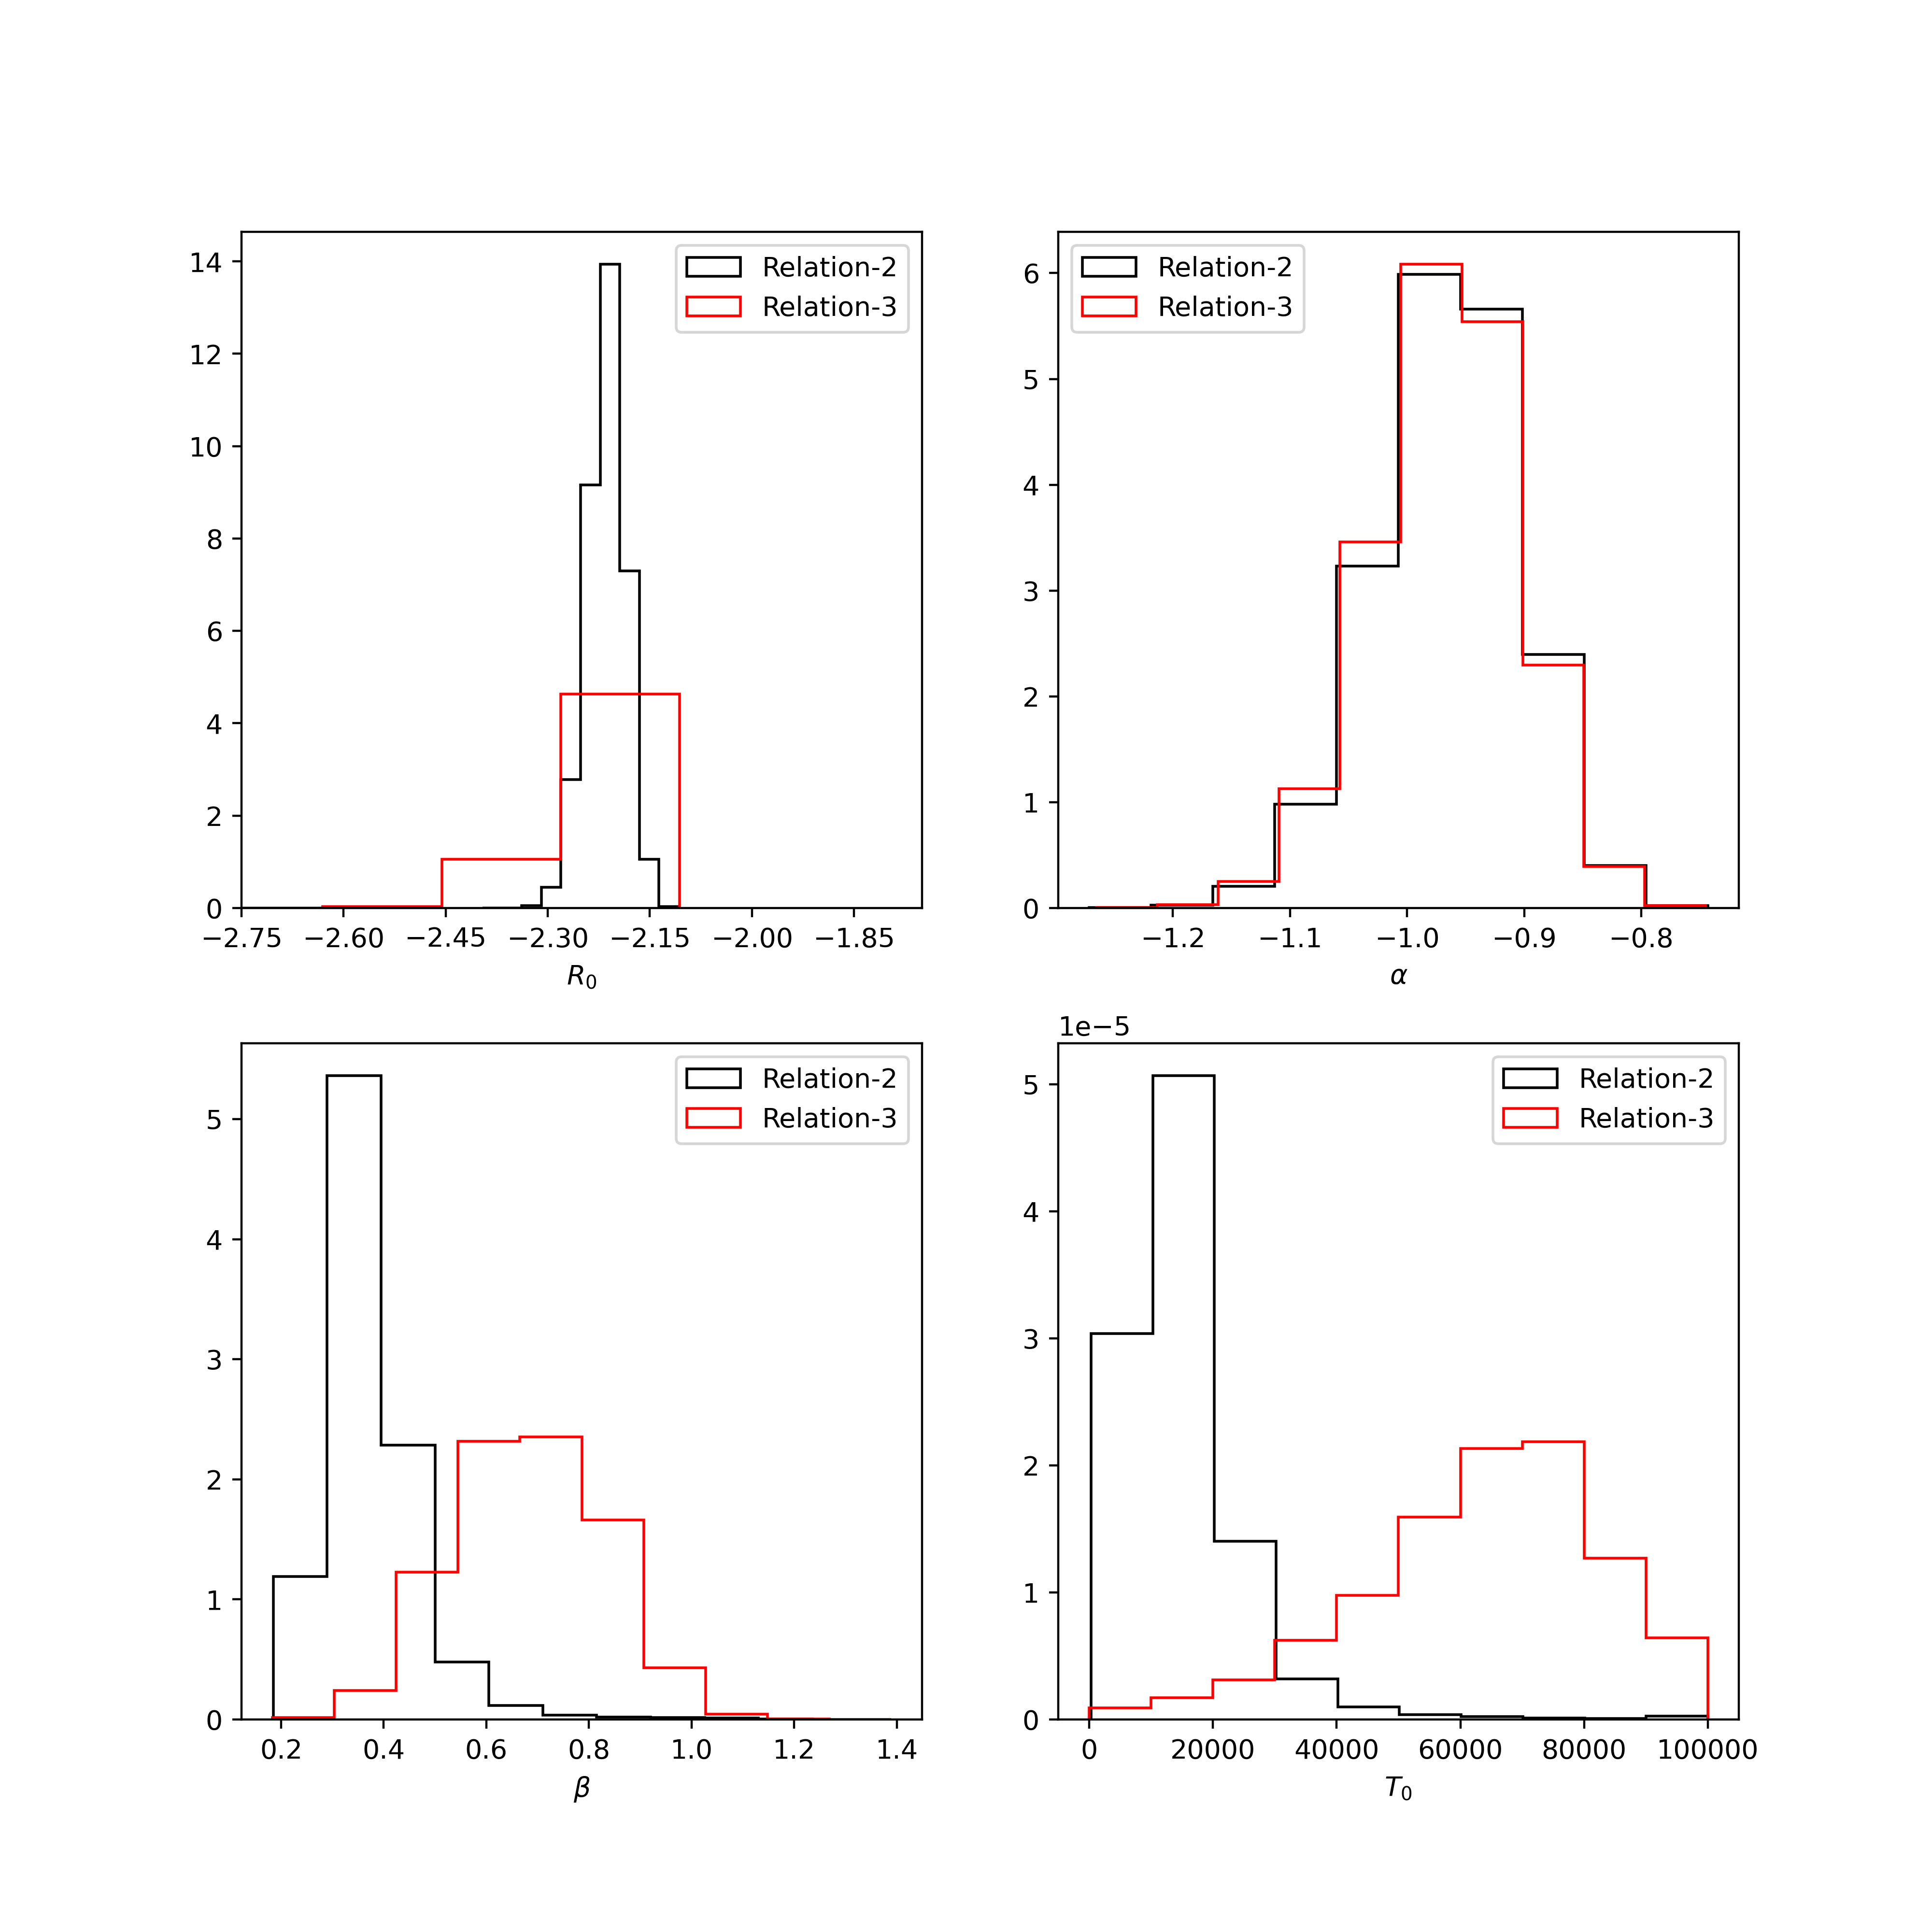 14
12
10
8
6
4
2
0
Relation-2
Relation-3
−2.75 −2.60 −2.45 −2.30 −2.15 −2.00 −1.85
R₀
6
5
4
3
2
1
0
Relation-2
Relation-3
−1.2 −1.1 −1.0 −0.9 −0.8
α
5
4
3
2
1
0
Relation-2
Relation-3
0.2 0.4 0.6 0.8 1.0 1.2 1.4
β
1e−5
5
4
3
2
1
0
Relation-2
Relation-3
0 20000 40000 60000 80000 100000
T₀